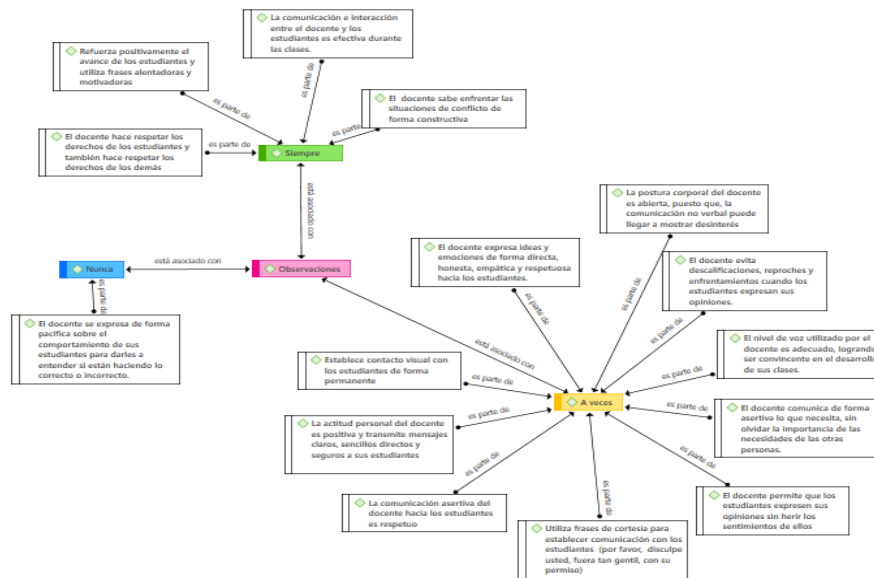 La comunicación e interacción
entre el docente y los
estudiantes es efectiva durante
las clases.
Refuerza positivamente el
avance de los estudiantes y
utiliza frases alentadoras y
motivadoras
es parte de
es parte de
El docente sabe enfrentar las
situaciones de conflicto de
forma constructiva
es parte
El docente hace respetar los
derechos de los estudiantes y
también hace respetar los
derechos de los demás
es parte de
Siempre
está asociado con
La postura corporal del docente
es abierta, puesto que, la
comunicación no verbal puede
llegar a mostrar desinterés
El docente expresa ideas y
emociones de forma directa,
honesta, empática y respetuosa
hacia los estudiantes.
El docente evita
descalificaciones, reproches y
enfrentamientos cuando los
estudiantes expresan sus
opiniones.
Nunca
está asociado con
Observaciones
es parte de
es parte de
es parte de
es parte de
El docente se expresa de forma
pacifica sobre el
comportamiento de sus
estudiantes para darles a
entender si están haciendo lo
correcto o incorrecto.
está asociado con
El nivel de voz utilizado por el
docente es adecuado, logrando
ser convincente en el desarrollo
de sus clases.
Establece contacto visual con
los estudiantes de forma
permanente
es parte de
es parte de
A veces
El docente comunica de forma
asertiva lo que necesita, sin
olvidar la importancia de las
necesidades de las otras
personas.
es parte de
La actitud personal del docente
es positiva y transmite mensajes
claros, sencillos directos y
seguros a sus estudiantes
es parte de
es parte de
es parte de
es parte de
La comunicación asertiva del
docente hacia los estudiantes
es respetuo
El docente permite que los
estudiantes expresen sus
opiniones sin herir los
sentimientos de ellos
Utiliza frases de cortesía para
establecer comunicación con los
estudiantes (por favor, disculpe
usted, fuera tan gentil, con su
permiso)